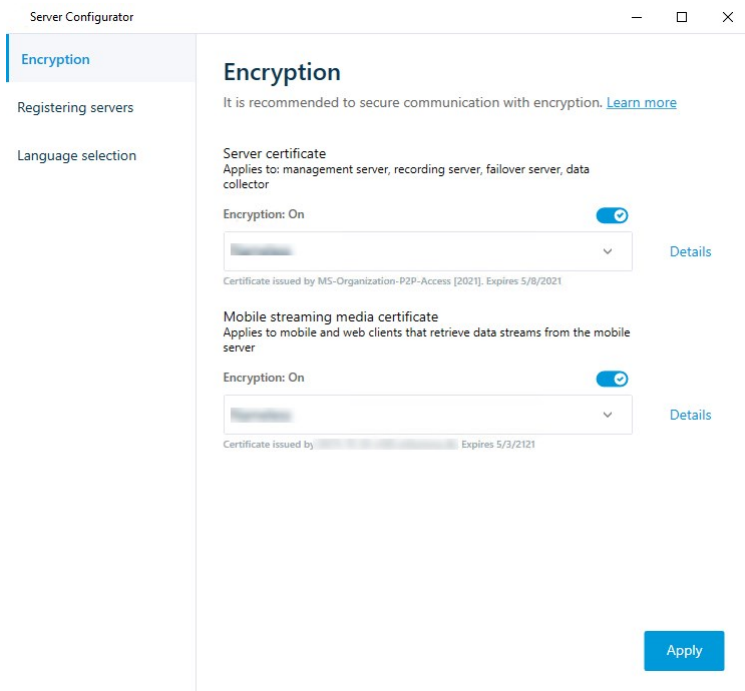 Server Configurator
Encryption
Registering servers
Language selection
Encryption
It is recommended to secure communication with encryption. Learn more
Server certificate
Applies to: management server, recording server, failover server, data
collector
Encryption: On
Details
Certificate issued by MS-Organization-P2P-Access [2021]. Expires 5/8/2021
Mobile streaming media certificate
Applies to mobile and web clients that retrieve data streams from the mobile
server
Encryption: On
Details
Certificate issued by Expires 5/3/2121
Apply